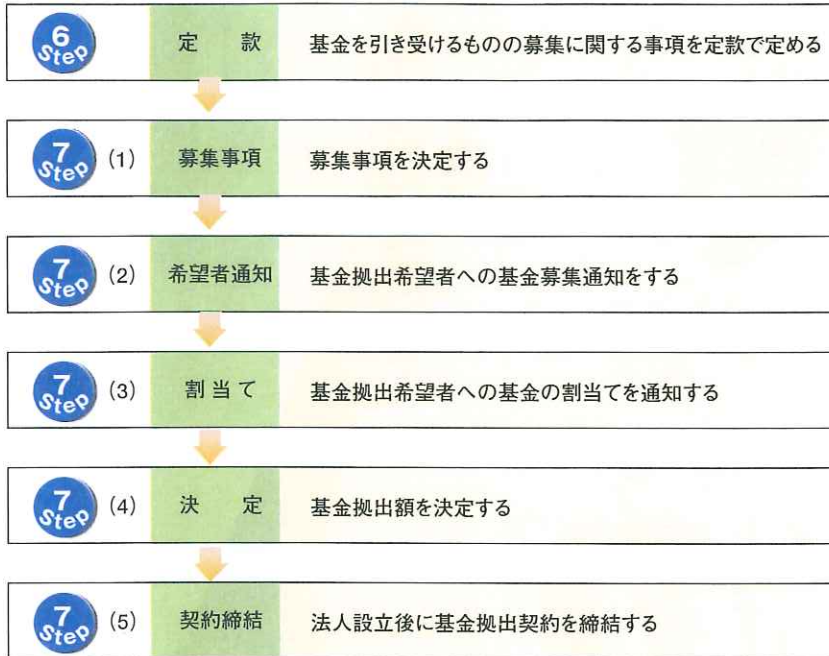 6 Step 定款 基金を引き受けるものの募集に関する事項を定款で定める
7 Step (1) 募集事項 募集事項を決定する
7 Step (2) 希望者通知 基金拠出希望者への基金募集通知をする
7 Step (3) 割当て 基金拠出希望者への基金の割当てを通知する
7 Step (4) 決定 基金拠出額を決定する
7 Step (5) 契約締結 法人設立後に基金拠出契約を締結する